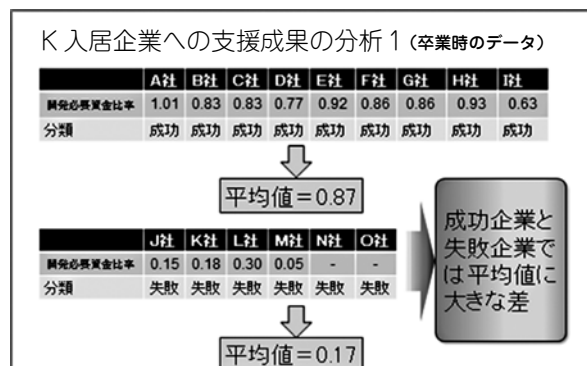 K 入居企業への支援成果の分析1(卒業時のデータ)
A社 B社 C社 D社 E社 F社 G社 H社 I社
開発必要資金比率 1.01 0.83 0.83 0.77 0.92 0.86 0.86 0.93 0.63
分類 成功 成功 成功 成功 成功 成功 成功 成功 成功
平均値=0.87
J社 K社 L社 M社 N社 O社
開発必要資金比率 0.15 0.18 0.30 0.05 - -
分類 失敗 失敗 失敗 失敗 失敗 失敗
平均値=0.17
成功企業と
失敗企業で
は平均値に
大きな差